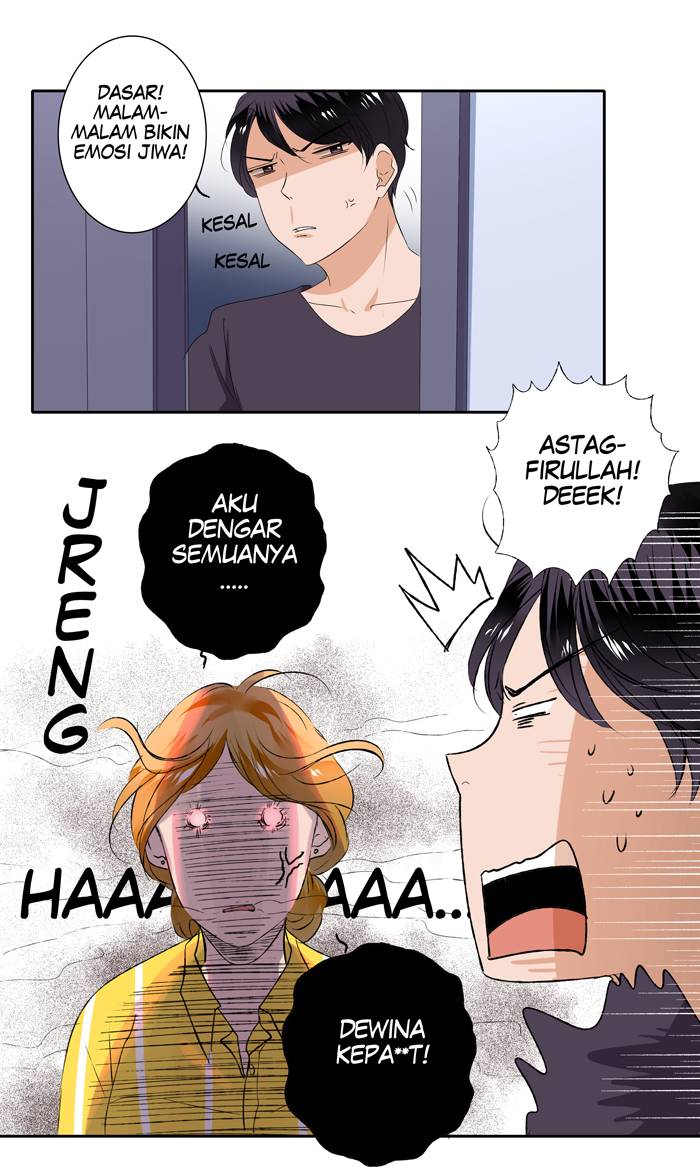 DASAR!
MALAM-
MALAM BIKIN
EMOSI JIWA!
KESAL
KESAL
ASTAG-
FIRULLAH!
DEEEK!
AKU
DENGAR
SEMUANYA
.....
JRENG
HAAA AAA...
DEWINA
KEPA**T!